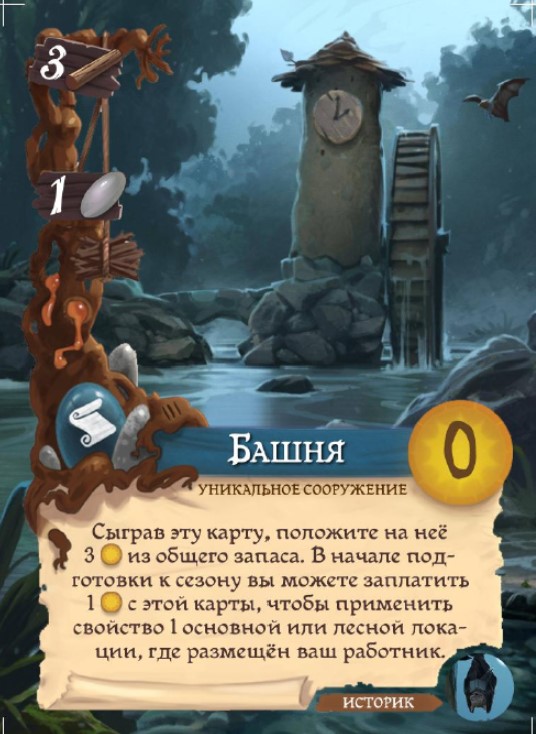 3
1
Башня
0
УНИКАЛЬНОЕ СООРУЖЕНИЕ
Сыграв эту карту, положите на неё
3 из общего запаса. В начале под-
готовки к сезону вы можете заплатить
1 с этой карты, чтобы применить
свойство 1 основной или лесной лока-
ции, где размещён ваш работник.
ИСТОРИК